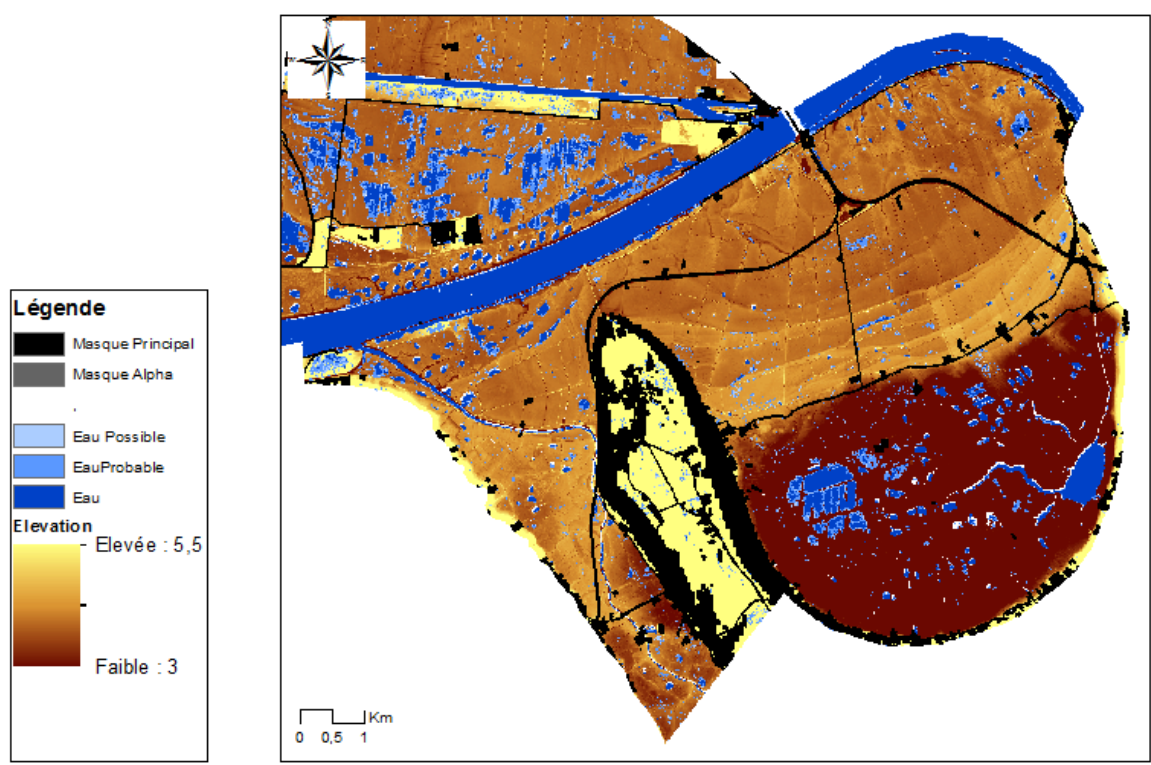 Légende
Masque Principal
Masque Alpha
.
Eau Possible
EauProbable
Eau
Elevation
Elevée : 5,5
Faible : 3
Km
0 0,5 1